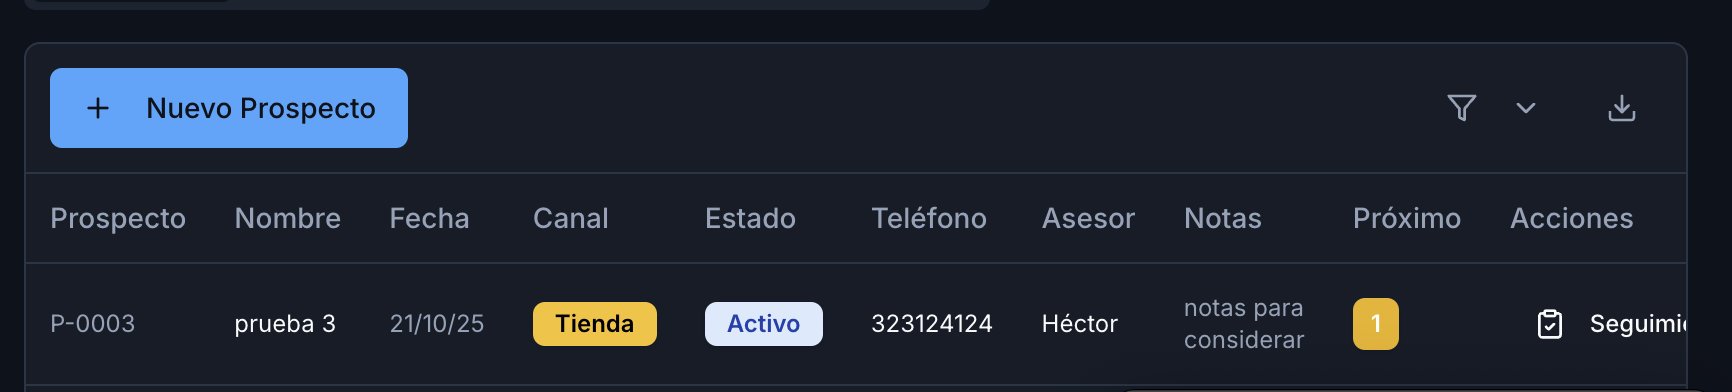 Nuevo Prospecto
Prospecto Nombre Fecha Canal Estado Teléfono Asesor Notas Próximo Acciones
P-0003 prueba 3 21/10/25 Tienda Activo 323124124 Héctor notas para considerar 1 Seguimi